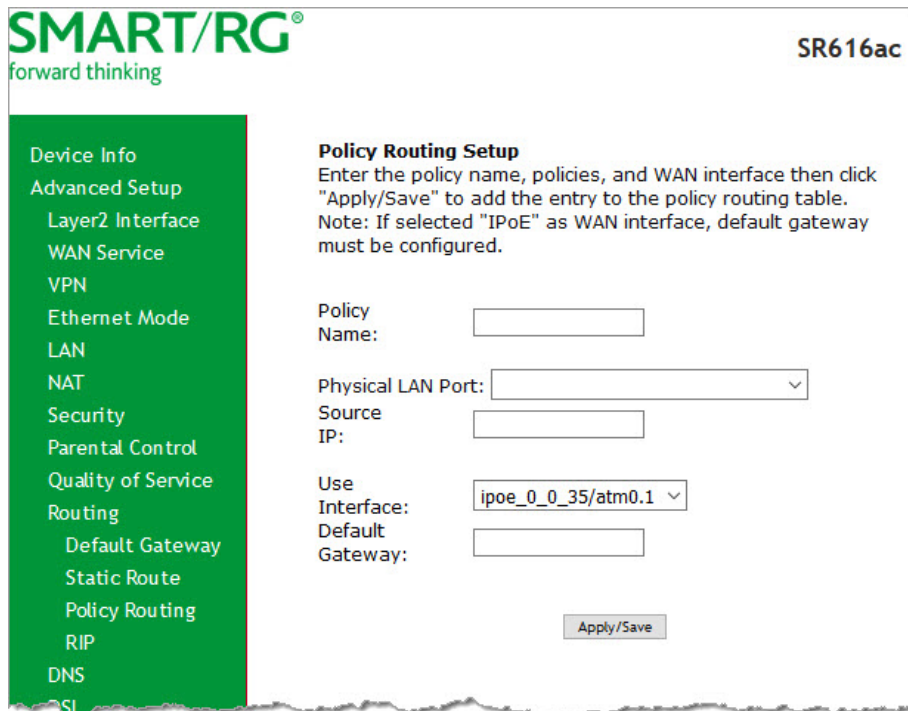 SMART/RG®
forward thinking
SR616ac
Device Info
Advanced Setup
Layer2 Interface
WAN Service
VPN
Ethernet Mode
LAN
NAT
Security
Parental Control
Quality of Service
Routing
Default Gateway
Static Route
Policy Routing
RIP
DNS
DSL
Policy Routing Setup
Enter the policy name, policies, and WAN interface then click
"Apply/Save" to add the entry to the policy routing table.
Note: If selected "IPoE" as WAN interface, default gateway
must be configured.
Policy
Name:
Physical LAN Port:
Source
IP:
Use
Interface:
ipoe_0_0_35/atm0.1
Default
Gateway:
Apply/Save